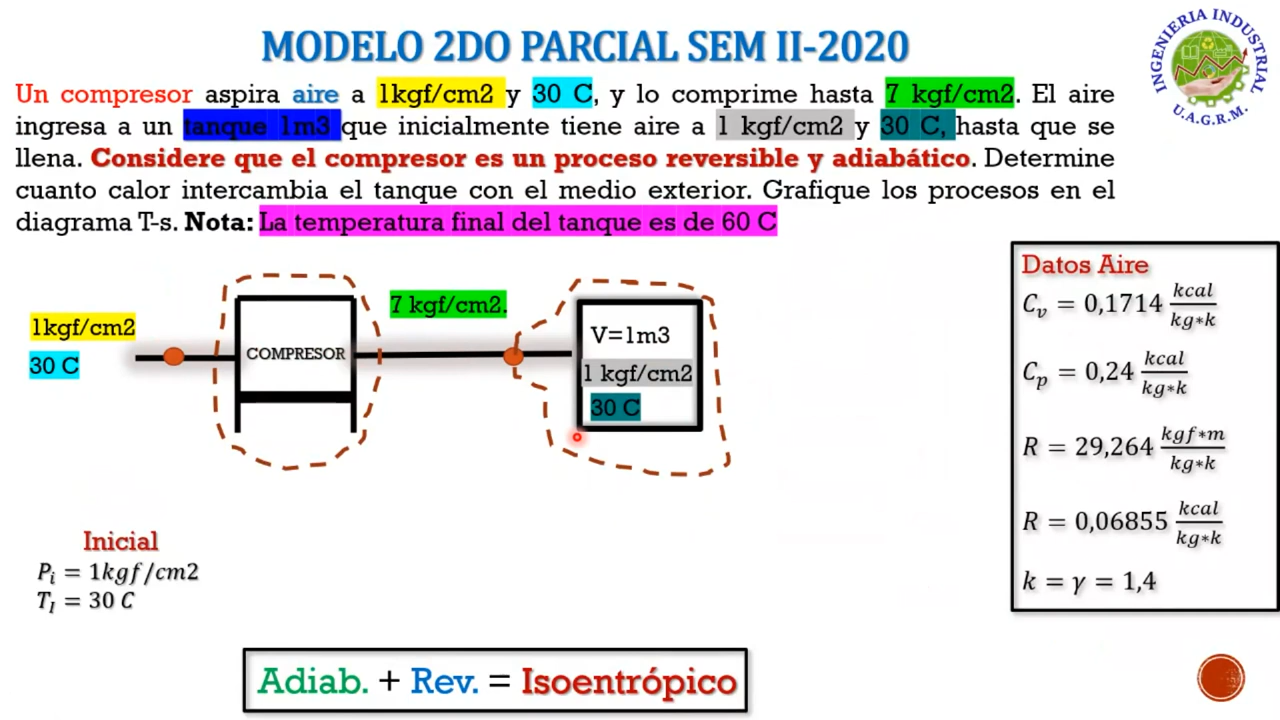 MODELO 2DO PARCIAL SEM II-2020
INGENIERIA INDUSTRIAL
U.A.G.R.M.
Un compresor aspira aire a 1kgf/cm2 y 30 C, y lo comprime hasta 7 kgf/cm2. El aire
ingresa a un tanque 1m3 que inicialmente tiene aire a 1 kgf/cm2 y 30 C, hasta que se
llena. Considere que el compresor es un proceso reversible y adiabático. Determine
cuanto calor intercambia el tanque con el medio exterior. Grafique los procesos en el
diagrama T-s. Nota: La temperatura final del tanque es de 60 C
1kgf/cm2
30 C
COMPRESOR
7 kgf/cm2.
V=1m3
1 kgf/cm2
30 C
Datos Aire
C_v = 0,1714 kcal/kg*k
C_p = 0,24 kcal/kg*k
R = 29,264 kgf*m/kg*k
R = 0,06855 kcal/kg*k
k = γ = 1,4
Inicial
P_i = 1kgf/cm2
T_I = 30 C
Adiab. + Rev. = Isoentrópico